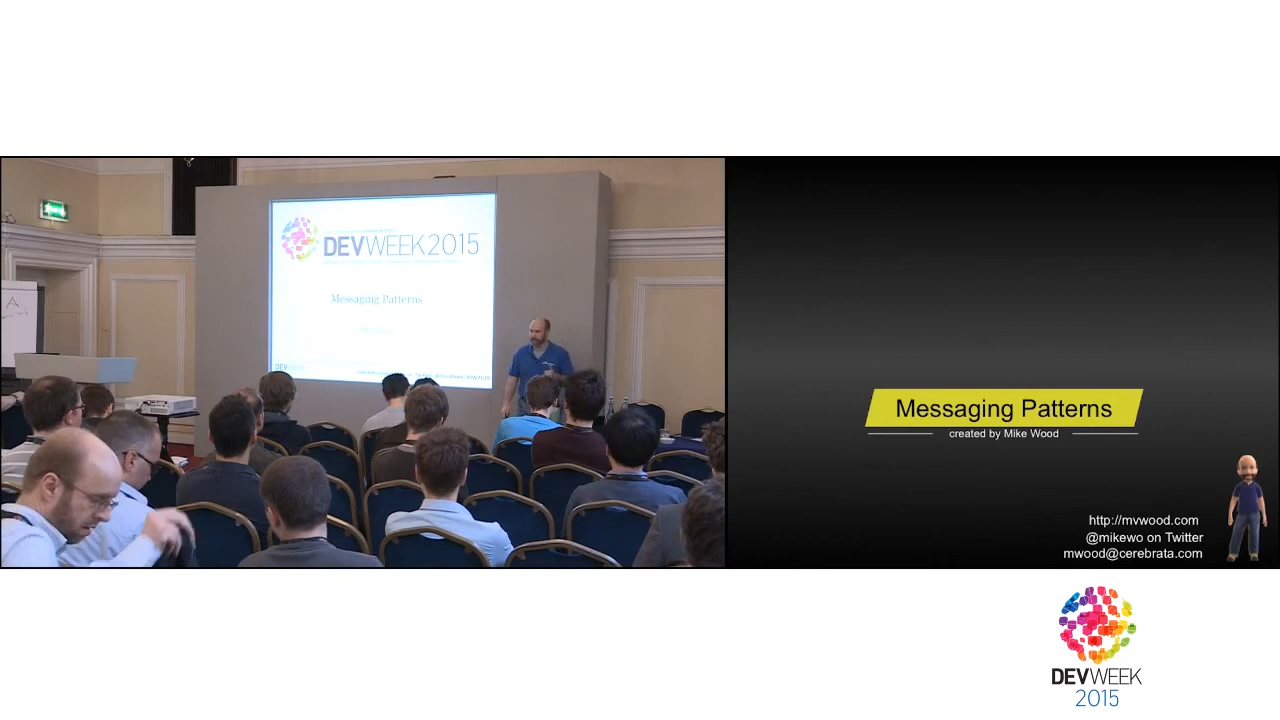 DEVWEEK2015
Messaging Patterns
DEVWEEK
A
Messaging Patterns
created by Mike Wood
http://mvwood.com
@mikewo on Twitter
mwood@cerebrata.com
DEVWEEK
2015